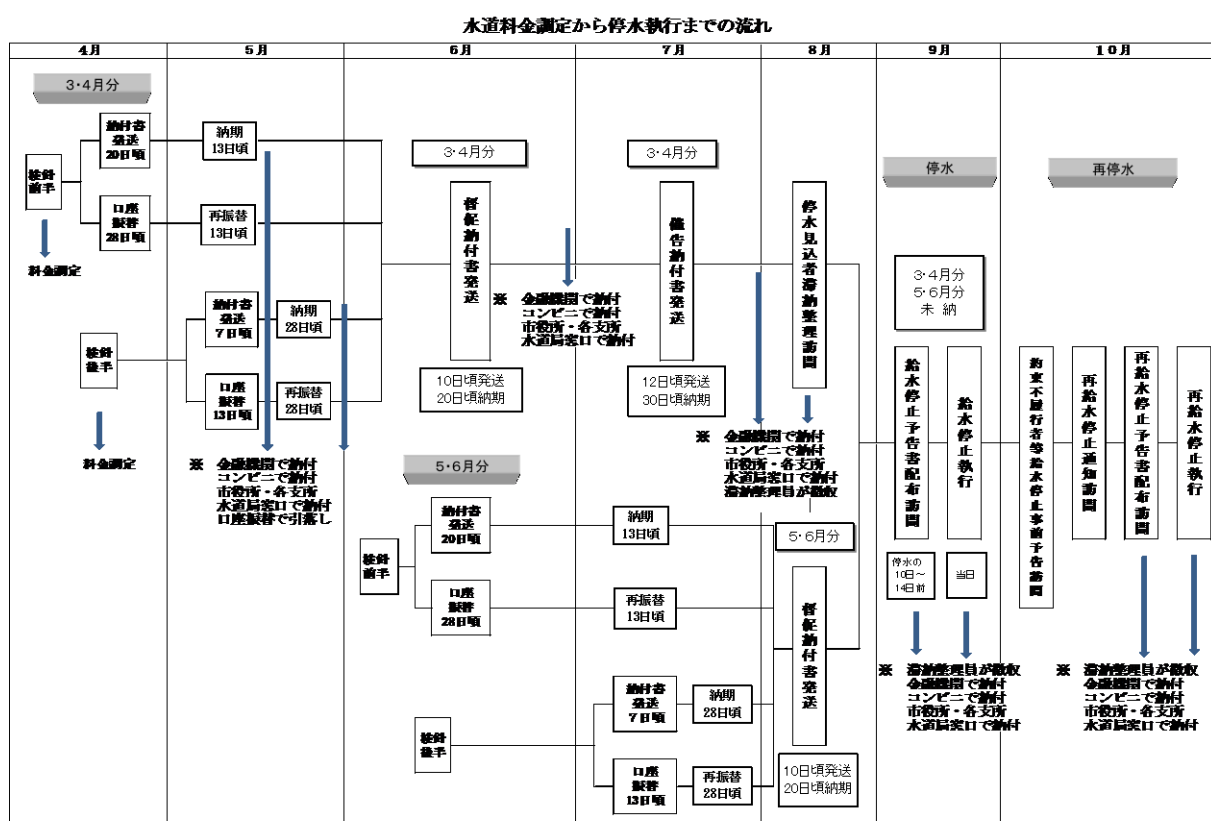 水道料金調定から停水執行までの流れ
4月
5月
6月
7月
8月
9月
10月
3・4月分
検針
前半
料金調定
納付書
発送
20日頃
納期
13日頃
口座
振替
28日頃
再振替
13日頃
検針
後半
料金調定
納付書
発送
7日頃
納期
28日頃
口座
振替
13日頃
再振替
28日頃
※ 金融機関で納付
コンビニで納付
市役所・各支所
水道局窓口で納付
口座振替で引落し
3・4月分
督促納付書発送
10日頃発送
20日頃納期
※ 金融機関で納付
コンビニで納付
市役所・各支所
水道局窓口で納付
3・4月分
催告納付書発送
12日頃発送
30日頃納期
停水見込者滞納整理訪問
※ 金融機関で納付
コンビニで納付
市役所・各支所
水道局窓口で納付
滞納整理員が徴収
5・6月分
検針
前半
納付書
発送
20日頃
納期
13日頃
口座
振替
28日頃
再振替
13日頃
検針
後半
納付書
発送
7日頃
納期
28日頃
口座
振替
13日頃
再振替
28日頃
5・6月分
督促納付書発送
10日頃発送
20日頃納期
停水
3・4月分
5・6月分
未納
給水停止予告書配布訪問
停水の
10日～
14日前
給水停止執行
当日
※ 滞納整理員が徴収
金融機関で納付
コンビニで納付
市役所・各支所
水道局窓口で納付
再停水
約束不履行者等給水停止事前予告訪問
再給水停止通知訪問
再給水停止予告書配布訪問
再給水停止執行
※ 滞納整理員が徴収
金融機関で納付
コンビニで納付
市役所・各支所
水道局窓口で納付